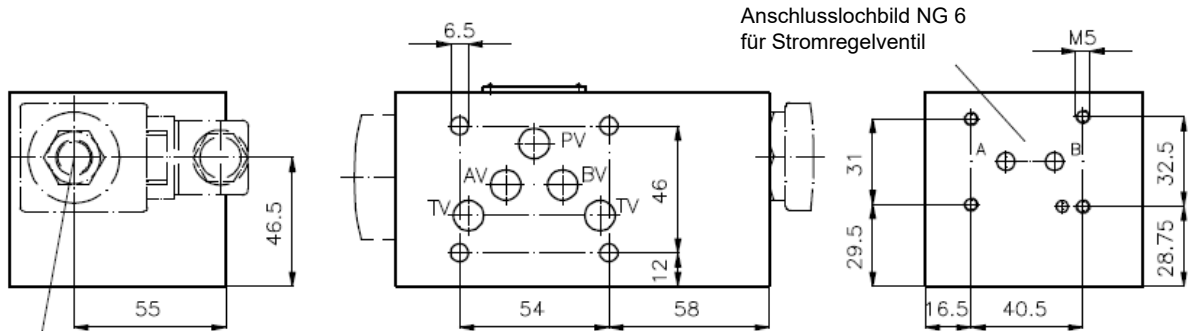 Anschlusslochbild NG 6
für Stromregelventil
6.5
M5
PV
AV
BV
TV
TV
A
B
46.5
46
12
31
29.5
32.5
28.75
55
54
58
16.5
40.5